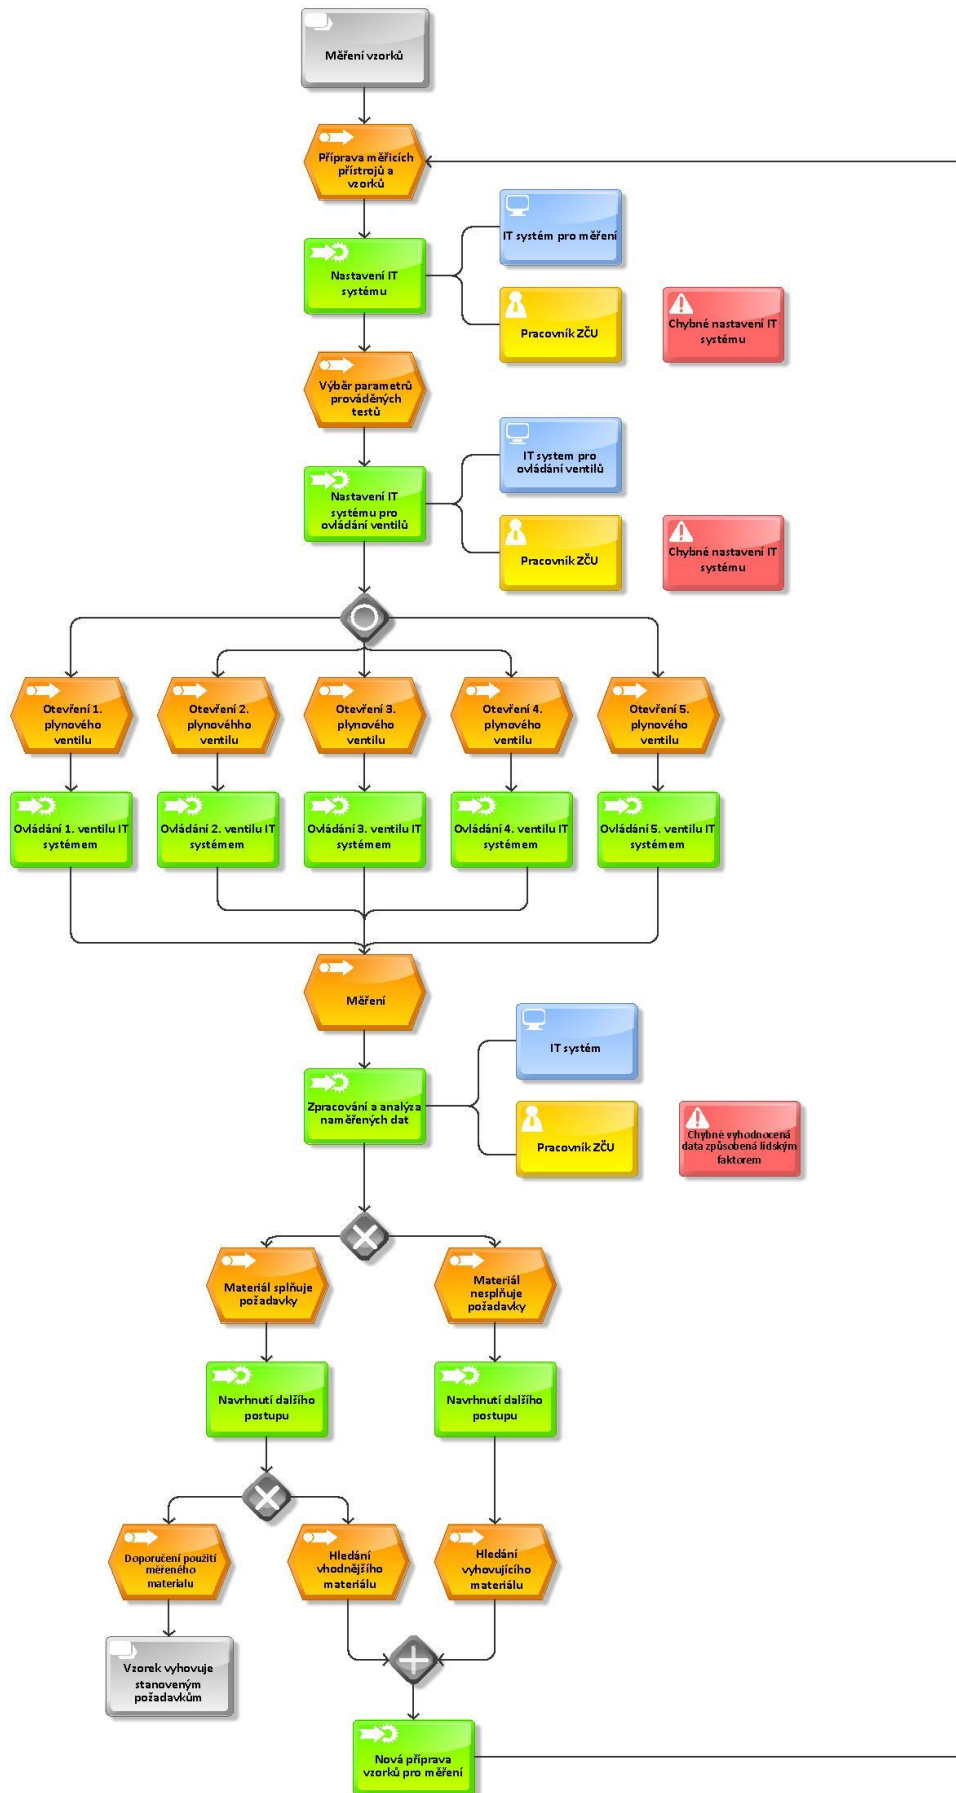 Měření vzorků
Příprava měřicích
přístrojů a
vzorků
IT systém pro měření
Nastavení IT
systému
Pracovník ZČU
Chybné nastavení IT
systému
Výběr parametrů
prováděných
testů
IT system pro
ovládání ventilů
Nastavení IT
systému pro
ovládání ventilů
Pracovník ZČU
Chybné nastavení IT
systému
Otevření 1.
plynového
ventilu
Otevření 2.
plynovéhho
ventilu
Otevření 3.
plynového
ventilu
Otevření 4.
plynového
ventilu
Otevření 5.
plynového
ventilu
Ovládání 1. ventilu IT
systémem
Ovládání 2. ventilu IT
systémem
Ovládání 3. ventilu IT
systémem
Ovládání 4. ventilu IT
systémem
Ovládání 5. ventilu IT
systémem
Měření
IT systém
Zpracování a analýza
naměřených dat
Pracovník ZČU
Chybně vyhodnocená
data způsobená lidským
faktorem
Materiál splňuje
požadavky
Materiál
nesplňuje
požadavky
Navrhnutí dalšího
postupu
Navrhnutí dalšího
postupu
Doporučení použití
měřeného
materialu
Hledání
vhodnějšího
materiálu
Hledání
vyhovujícího
materiálu
Vzorek vyhovuje
stanoveným
požadavkům
Nová příprava
vzorků pro měření